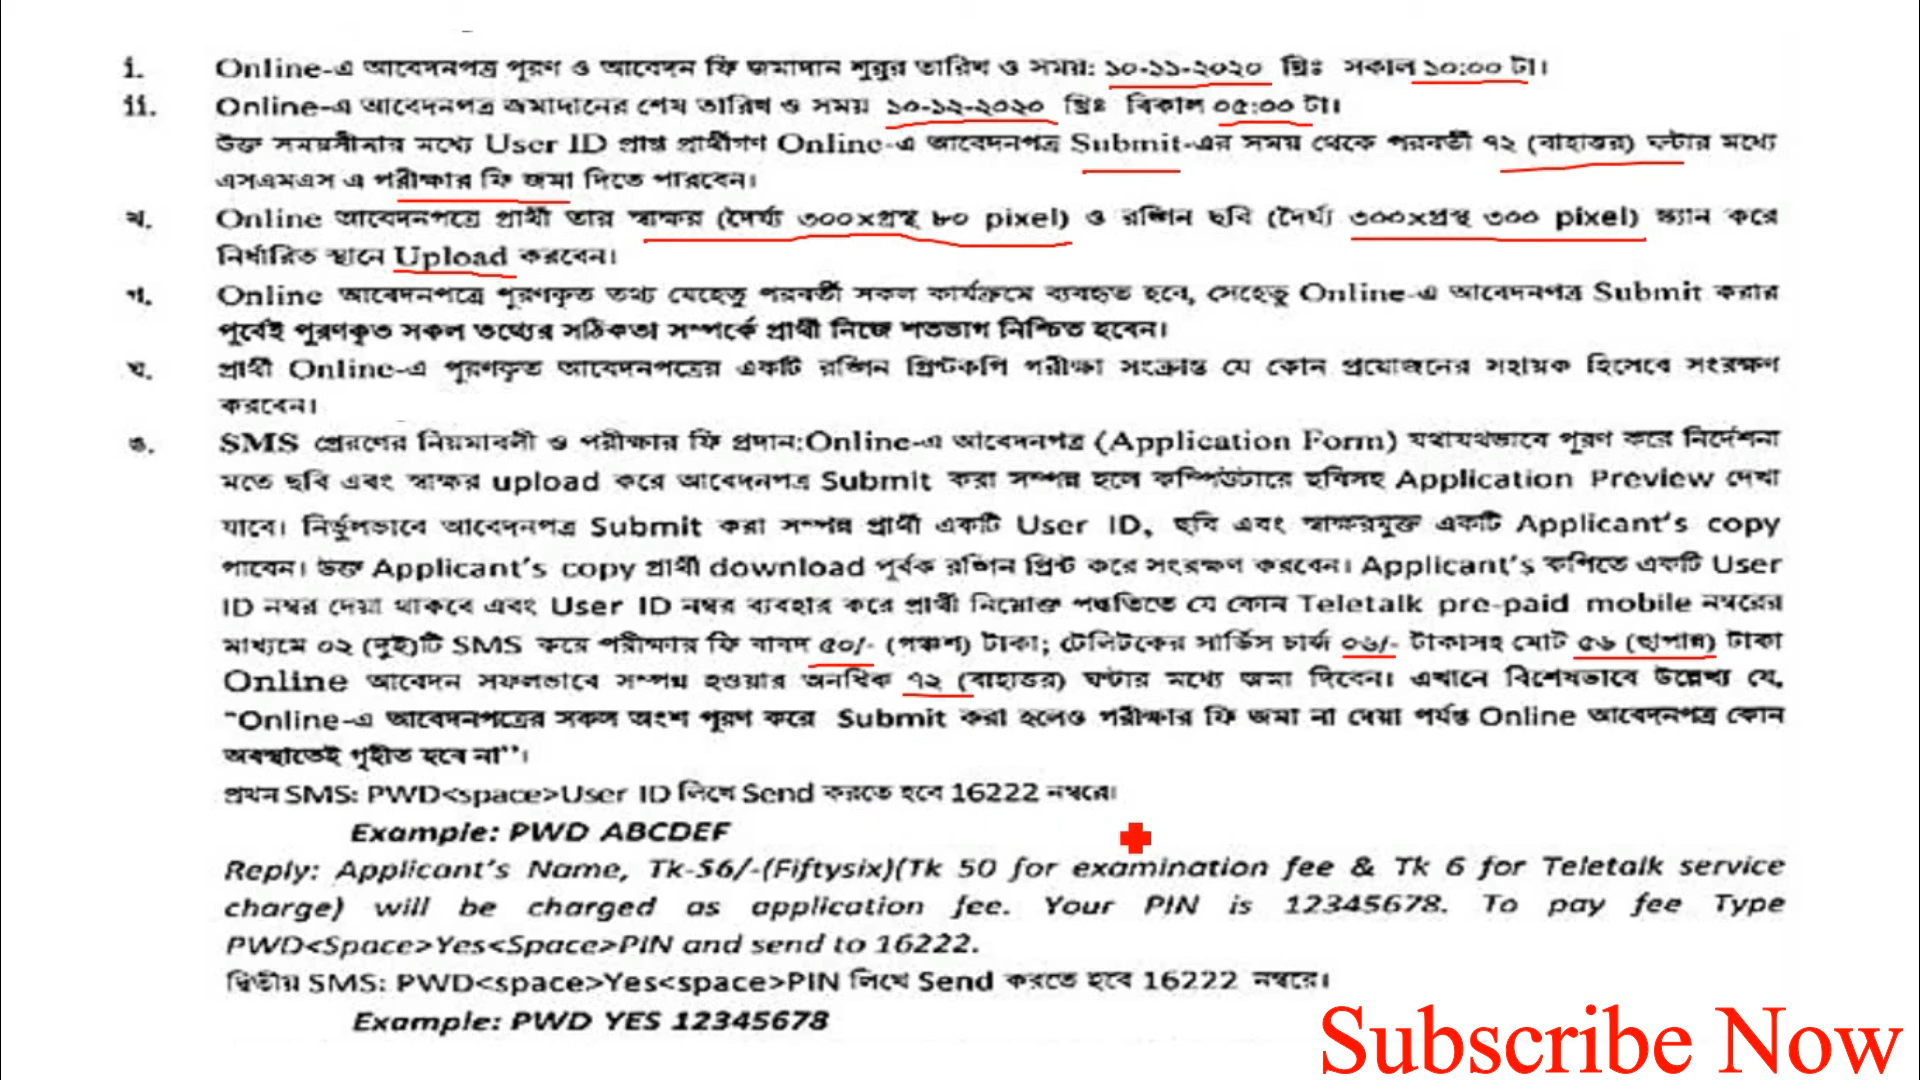 i. Online-এ আবেদনপত্র পূরণ ও আবেদন ফি জমাদান শুরুর তারিখ ও সময়: ১০-১১-২০২০ খ্রিঃ সকাল ১০:০০ টা।
ii. Online-এ আবেদনপত্র জমাদানের শেষ তারিখ ও সময় ১০-১২-২০২০ খ্রিঃ বিকাল ০৫:০০ টা।
উক্ত সময়সীমার মধ্যে User ID প্রাপ্ত প্রার্থীগণ Online-এ আবেদনপত্র Submit-এর সময় থেকে পরবর্তী ৭২ (বাহাত্তর) ঘন্টার মধ্যে
এসএমএস এ পরীক্ষার ফি জমা দিতে পারবেন।
খ. Online আবেদনপত্রে প্রার্থী তার স্বাক্ষর (দৈর্ঘ্য ৩০০xপ্রস্থ ৮০ pixel) ও রঙ্গিন ছবি (দৈর্ঘ্য ৩০০xপ্রস্থ ৩০০ pixel) স্ক্যান করে
নির্ধারিত স্থানে Upload করবেন।
গ. Online আবেদনপত্রে পূরণকৃত তথ্য যেহেতু পরবর্তী সকল কার্যক্রমে ব্যবহৃত হবে, সেহেতু Online-এ আবেদনপত্র Submit করার
পূর্বেই পূরণকৃত সকল তথ্যের সঠিকতা সম্পর্কে প্রার্থী নিজে শতভাগ নিশ্চিত হবেন।
ঘ. প্রার্থী Online-এ পূরণকৃত আবেদনপত্রের একটি রঙ্গিন প্রিন্টকপি পরীক্ষা সংক্রান্ত যে কোন প্রয়োজনের সহায়ক হিসেবে সংরক্ষণ
করবেন।
ঙ. SMS প্রেরণের নিয়মাবলী ও পরীক্ষার ফি প্রদান:Online-এ আবেদনপত্র (Application Form) যথাযথভাবে পূরণ করে নির্দেশনা
মতে ছবি এবং স্বাক্ষর upload করে আবেদনপত্র Submit করা সম্পন্ন হলে কম্পিউটারে ছবিসহ Application Preview দেখা
যাবে। নির্ভুলভাবে আবেদনপত্র Submit করা সম্পন্ন প্রার্থী একটি User ID, ছবি এবং স্বাক্ষরযুক্ত একটি Applicant's copy
পাবেন। উক্ত Applicant's copy প্রার্থী download পূর্বক রঙ্গিন প্রিন্ট করে সংরক্ষণ করবেন। Applicant's কপিতে একটি User
ID নম্বর দেয়া থাকবে এবং User ID নম্বর ব্যবহার করে প্রার্থী নিম্নোক্ত পদ্ধতিতে যে কোন Teletalk pre-paid mobile নম্বরের
মাধ্যমে ০২ (দুই)টি SMS করে পরীক্ষার ফি বাবদ ৫০/- (পঞ্চাশ) টাকা; টেলিটকের সার্ভিস চার্জ ০৬/- টাকাসহ মোট ৫৬ (ছাপান্ন) টাকা
Online আবেদন সফলভাবে সম্পন্ন হওয়ার অনধিক ৭২ (বাহাত্তর) ঘন্টার মধ্যে জমা দিবেন। এখানে বিশেষভাবে উল্লেখ্য যে,
"Online-এ আবেদনপত্রের সকল অংশ পূরণ করে Submit করা হলেও পরীক্ষার ফি জমা না দেয়া পর্যন্ত Online আবেদনপত্র কোন
অবস্থাতেই গৃহীত হবে না''।
প্রথম SMS: PWD<space>User ID লিখে Send করতে হবে 16222 নম্বরে।
Example: PWD ABCDEF
Reply: Applicant's Name, Tk-56/-(Fiftysix)(Tk 50 for examination fee & Tk 6 for Teletalk service
charge) will be charged as application fee. Your PIN is 12345678. To pay fee Type
PWD<Space>Yes<Space>PIN and send to 16222.
দ্বিতীয় SMS: PWD<space>Yes<space>PIN লিখে Send করতে হবে 16222 নম্বরে।
Example: PWD YES 12345678
Subscribe Now